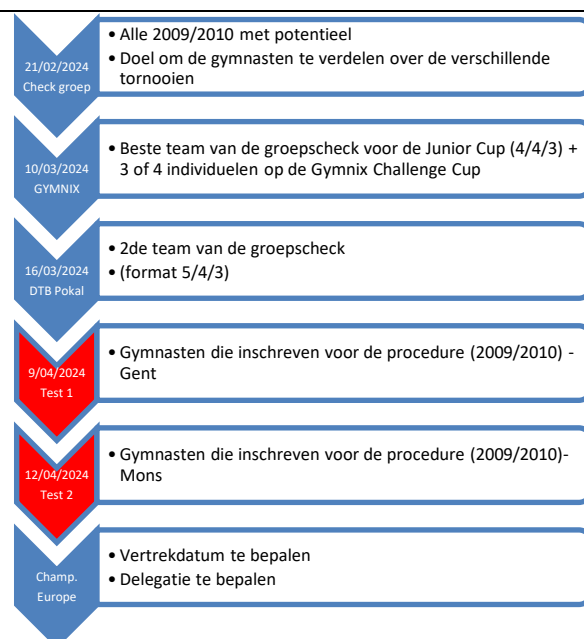 21/02/2024
Check groep
• Alle 2009/2010 met potentieel
• Doel om de gymnasten te verdelen over de verschillende
tornooien
10/03/2024
GYMNIX
• Beste team van de groepscheck voor de Junior Cup (4/4/3) +
3 of 4 individuelen op de Gymnix Challenge Cup
16/03/2024
DTB Pokal
• 2de team van de groepscheck
• (format 5/4/3)
9/04/2024
Test 1
• Gymnasten die inschreven voor de procedure (2009/2010) -
Gent
12/04/2024
Test 2
• Gymnasten die inschreven voor de procedure (2009/2010)-
Mons
Champ.
Europe
• Vertrekdatum te bepalen
• Delegatie te bepalen